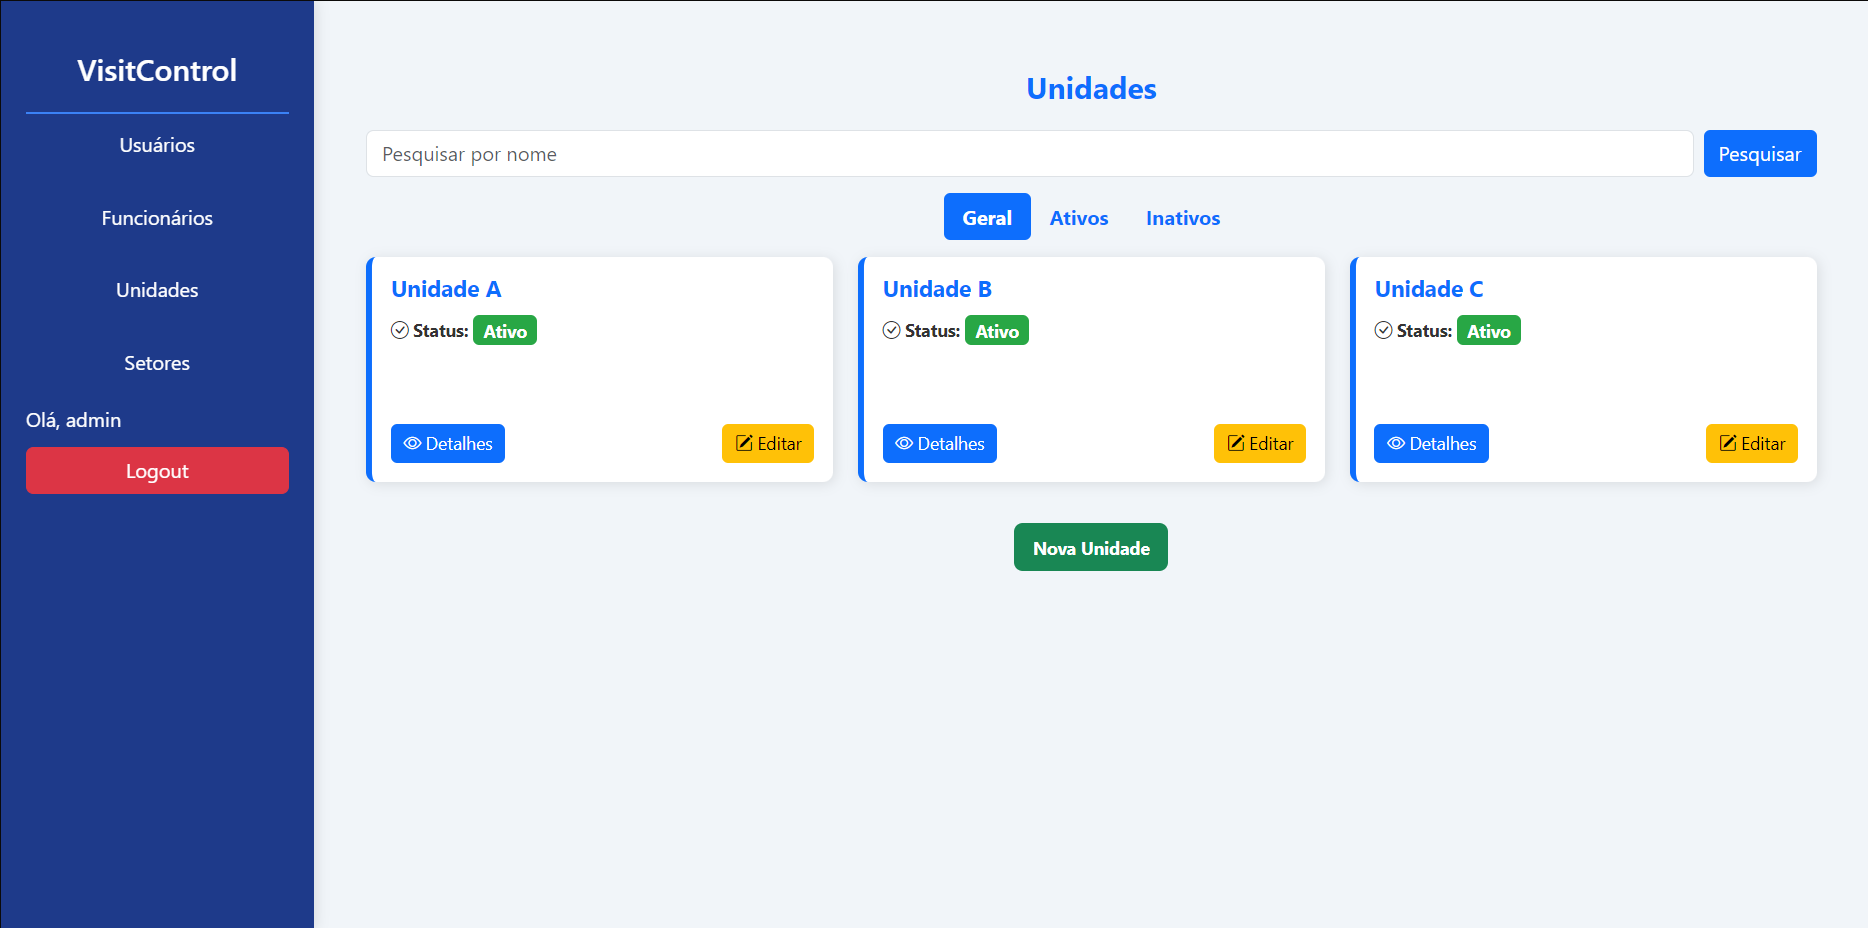 VisitControl
Usuários
Funcionários
Unidades
Setores
Olá, admin
Logout
Unidades
Pesquisar por nome
Pesquisar
Geral Ativos Inativos
Unidade A
Status: Ativo
Detalhes Editar
Unidade B
Status: Ativo
Detalhes Editar
Unidade C
Status: Ativo
Detalhes Editar
Nova Unidade